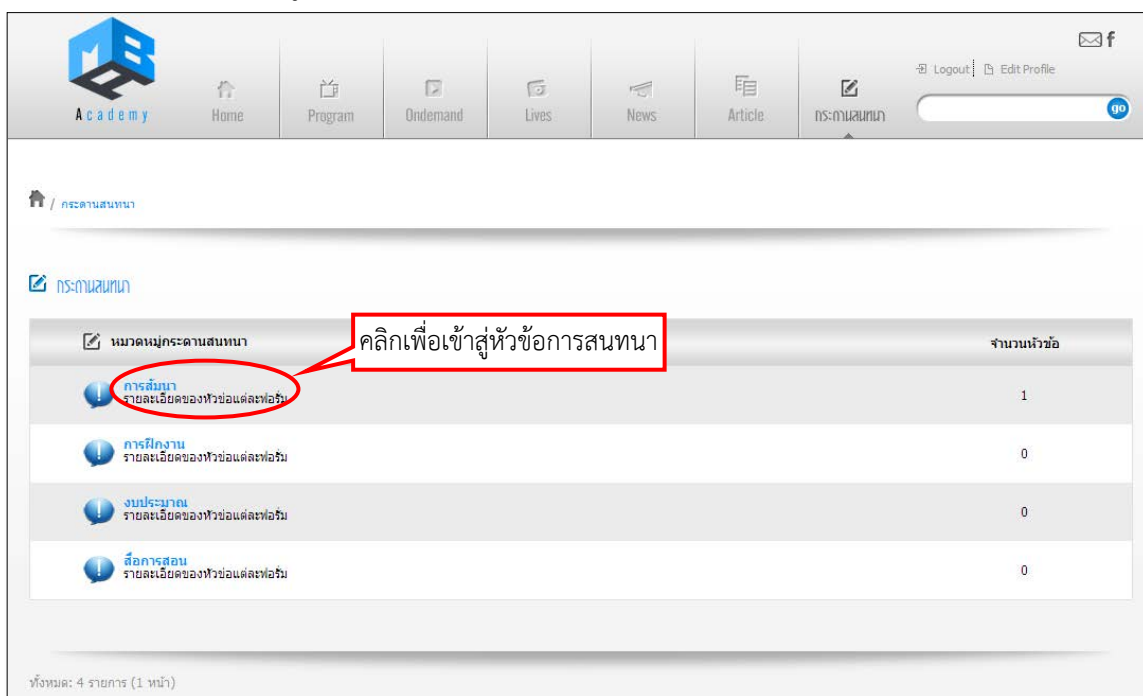 MBA
Academy
Home
Program
Ondemand
Lives
News
Article
กระดานสนทนา
f
Logout
Edit Profile
go
/ กระดานสนทนา
กระดานสนทนา
หมวดหมู่กระดานสนทนา
คลิกเพื่อเข้าสู่หัวข้อการสนทนา
จำนวนหัวข้อ
การสัมนา
รายละเอียดของหัวข่อแต่ละฟอรั่ม
1
การฝึกงาน
รายละเอียดของหัวข่อแต่ละฟอรั่ม
0
งบประมาณ
รายละเอียดของหัวข่อแต่ละฟอรั่ม
0
สื่อการสอน
รายละเอียดของหัวข่อแต่ละฟอรั่ม
0
ทั้งหมด: 4 รายการ (1 หน้า)